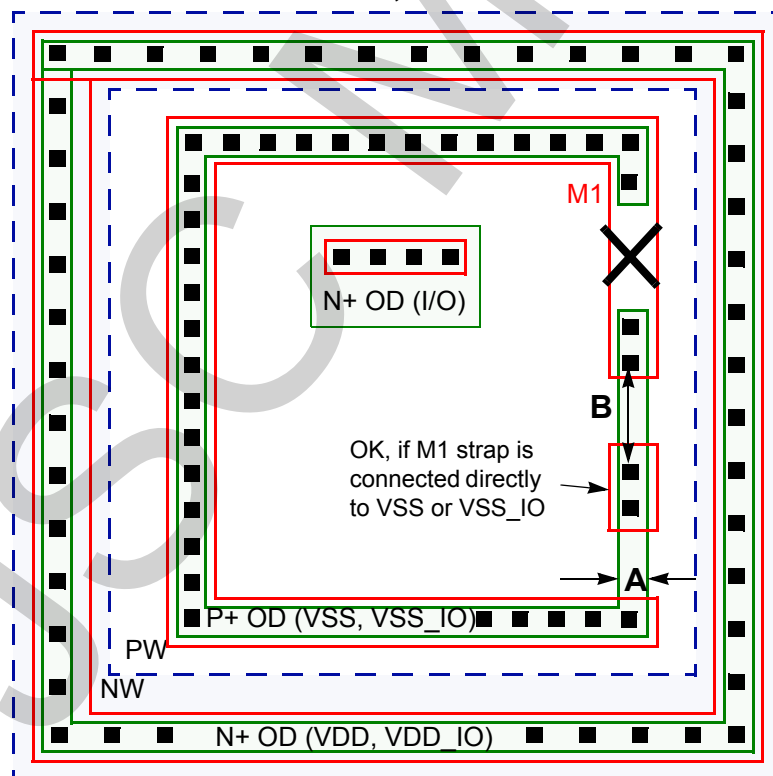 M1
N+ OD (I/O)
B
OK, if M1 strap is
connected directly
to VSS or VSS_IO
A
P+ OD (VSS, VSS_IO)
PW
NW
N+ OD (VDD, VDD_IO)